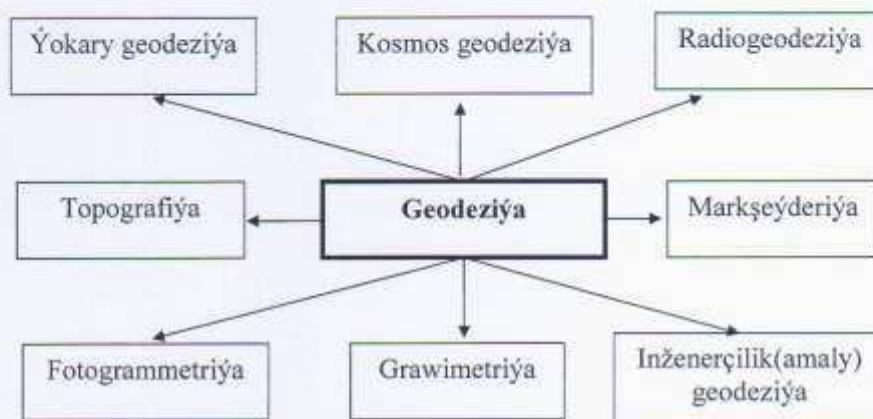 Ýokary geodeziýa
Kosmos geodeziýa
Radiogeodeziýa
Topografiýa
Geodeziýa
Markşeýderiýa
Fotogrammetriýa
Grawimetriýa
Inženerçilik(amaly)
geodeziýa